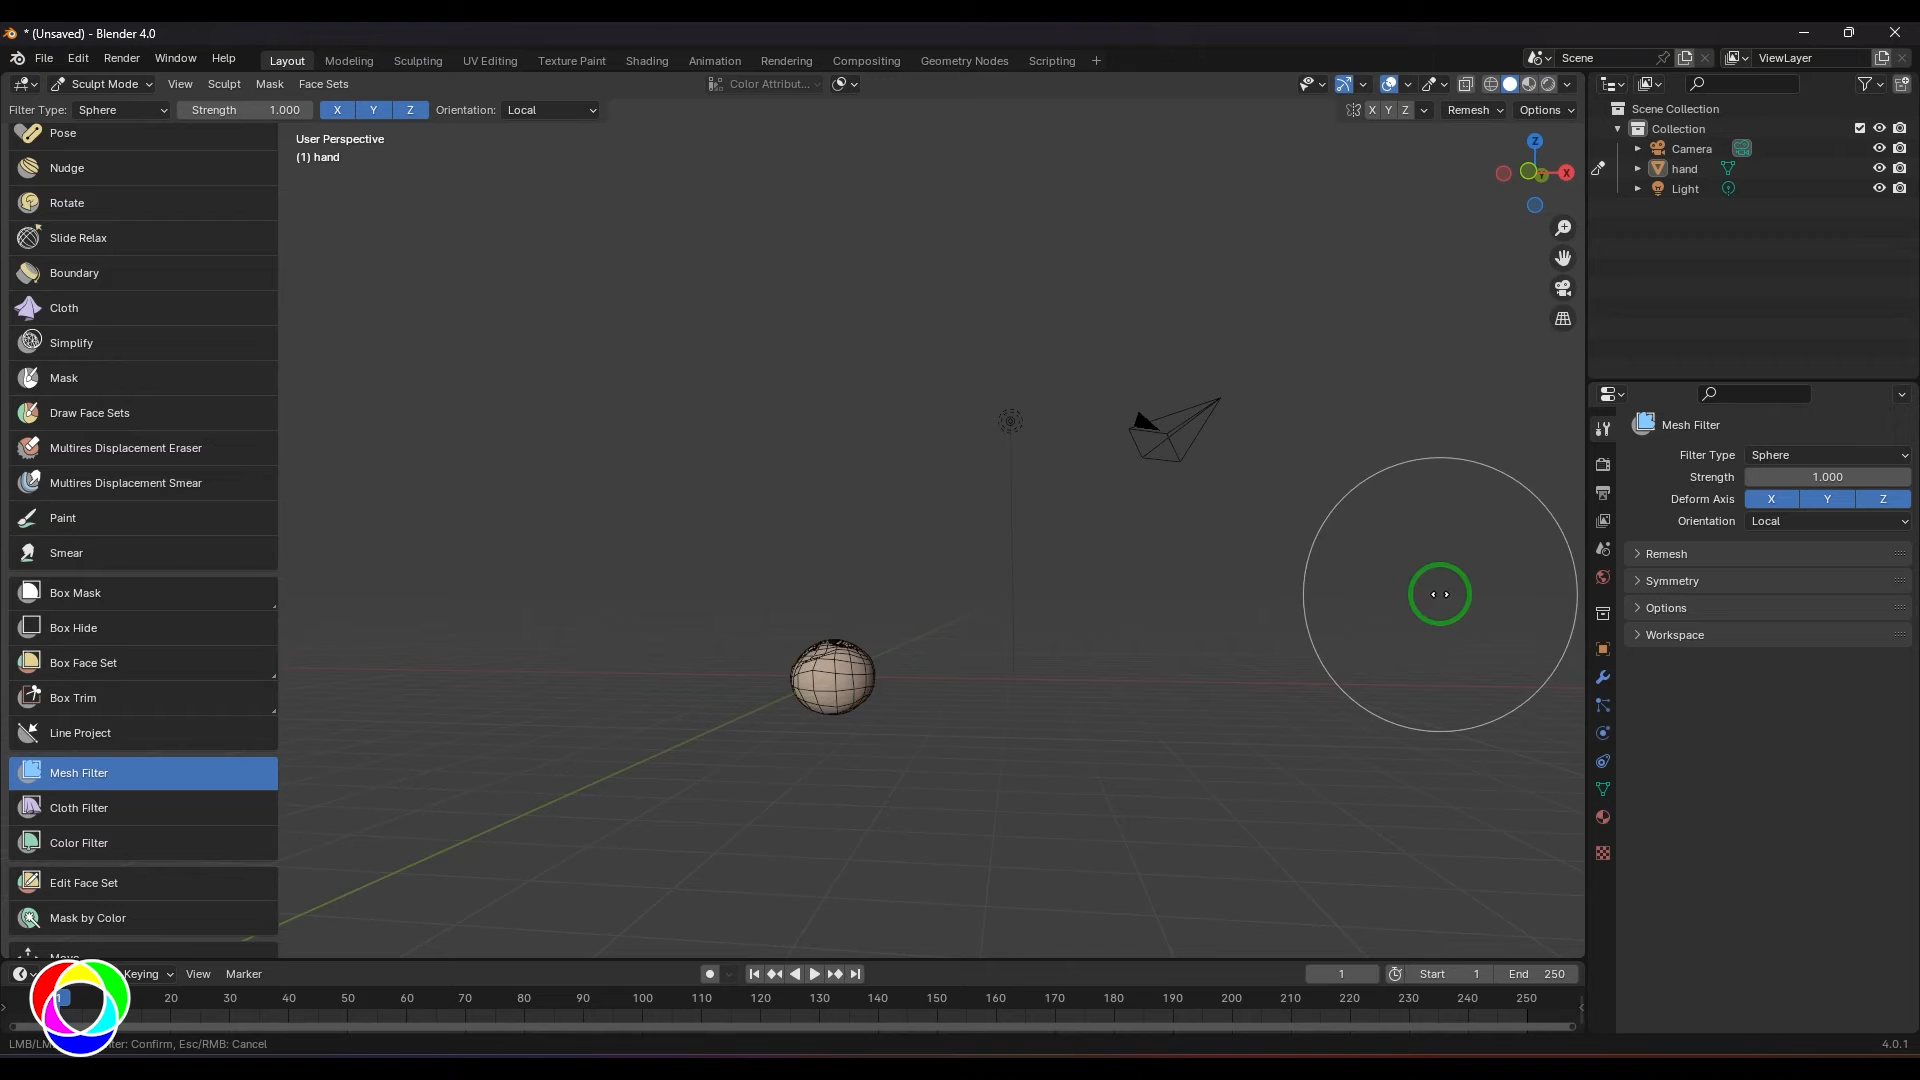 * (Unsaved) - Blender 4.0
File Edit Render Window Help Layout Modeling Sculpting UV Editing Texture Paint Shading Animation Rendering Compositing Geometry Nodes Scripting + Scene ViewLayer
Sculpt Mode View Sculpt Mask Face Sets Color Attribut...
Filter Type: Sphere Strength 1.000 X Y Z Orientation: Local X Y Z Remesh Options
User Perspective
(1) hand
Z
X
Pose
Nudge
Rotate
Slide Relax
Boundary
Cloth
Simplify
Mask
Draw Face Sets
Multires Displacement Eraser
Multires Displacement Smear
Paint
Smear
Box Mask
Box Hide
Box Face Set
Box Trim
Line Project
Mesh Filter
Cloth Filter
Color Filter
Edit Face Set
Mask by Color
Move
Scene Collection
Collection
Camera
hand
Light
Mesh Filter
Filter Type Sphere
Strength 1.000
Deform Axis X Y Z
Orientation Local
Remesh
Symmetry
Options
Workspace
Keying View Marker 1 Start 1 End 250
1 20 30 40 50 60 70 80 90 100 110 120 130 140 150 160 170 180 190 200 210 220 230 240 250
Confirm, Esc/RMB: Cancel 4.0.1